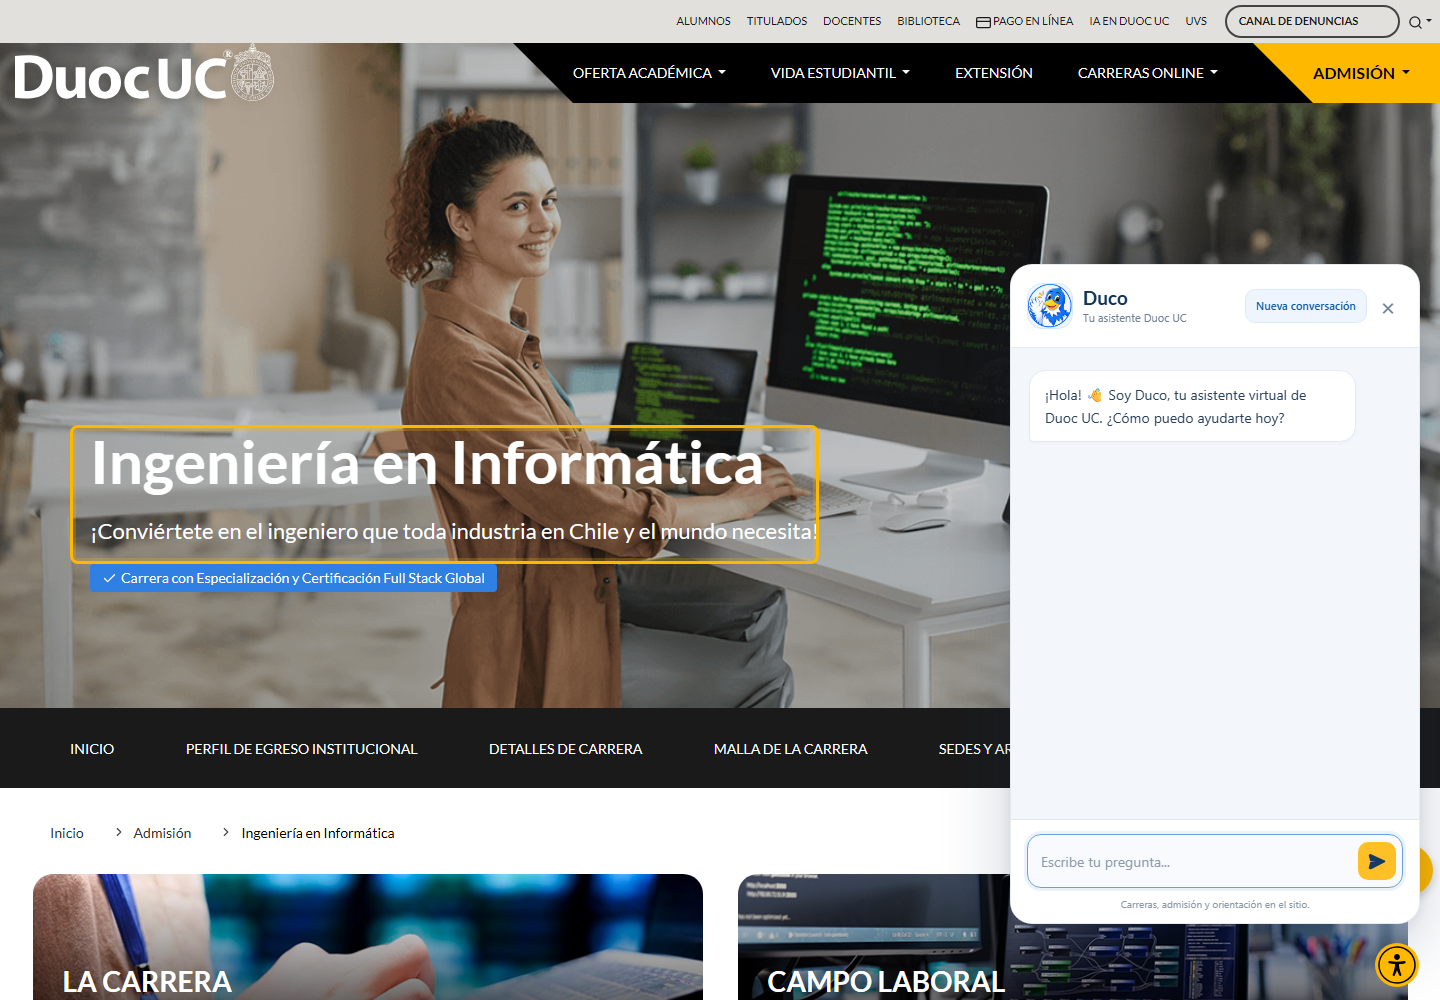 ALUMNOS TITULADOS DOCENTES BIBLIOTECA PAGO EN LÍNEA IA EN DUOC UC UVS CANAL DE DENUNCIAS
Duoc UC®
OFERTA ACADÉMICA VIDA ESTUDIANTIL EXTENSIÓN CARRERAS ONLINE ADMISIÓN
Ingeniería en Informática
¡Conviértete en el ingeniero que toda industria en Chile y el mundo necesita!
Carrera con Especialización y Certificación Full Stack Global
INICIO PERFIL DE EGRESO INSTITUCIONAL DETALLES DE CARRERA MALLA DE LA CARRERA SEDES Y AR
Inicio Admisión Ingeniería en Informática
LA CARRERA
CAMPO LABORAL
Duco
Tu asistente Duoc UC
Nueva conversación
¡Hola! 👋 Soy Duco, tu asistente virtual de
Duoc UC. ¿Cómo puedo ayudarte hoy?
Escribe tu pregunta...
Carreras, admisión y orientación en el sitio.